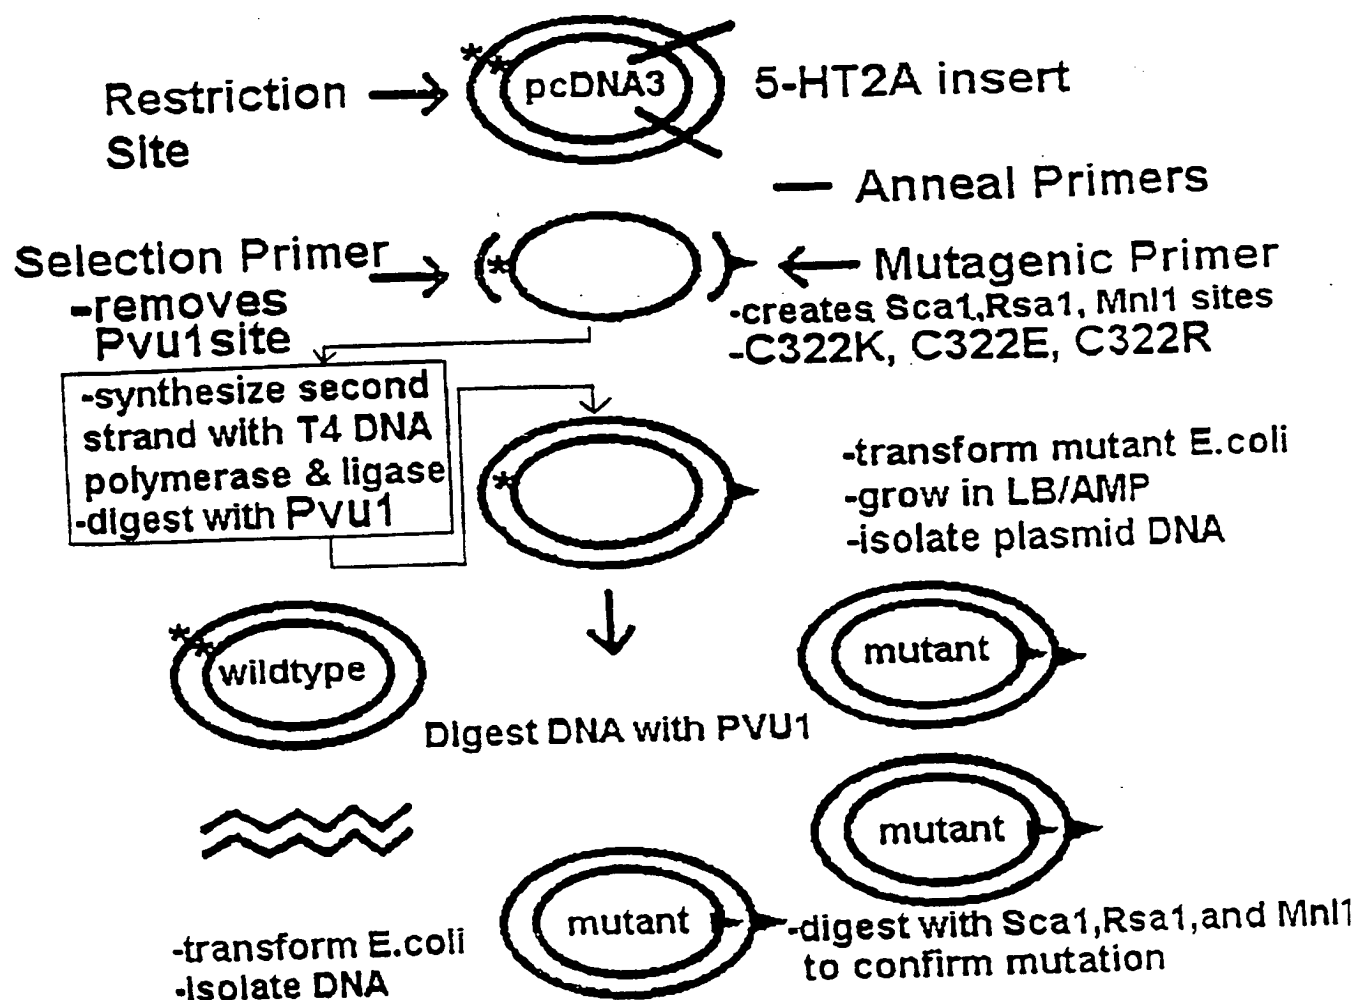 Restriction
Site
pcDNA3
5-HT2A insert
Anneal Primers
Selection Primer
-removes
Pvu1site
Mutagenic Primer
-creates Sca1,Rsa1, Mnl1 sites
-C322K, C322E, C322R
-synthesize second
strand with T4 DNA
polymerase & ligase
-digest with Pvu1
-transform mutant E.coli
-grow in LB/AMP
-isolate plasmid DNA
wildtype
mutant
Digest DNA with PVU1
mutant
mutant
-digest with Sca1,Rsa1,and Mnl1
to confirm mutation
-transform E.coli
-isolate DNA